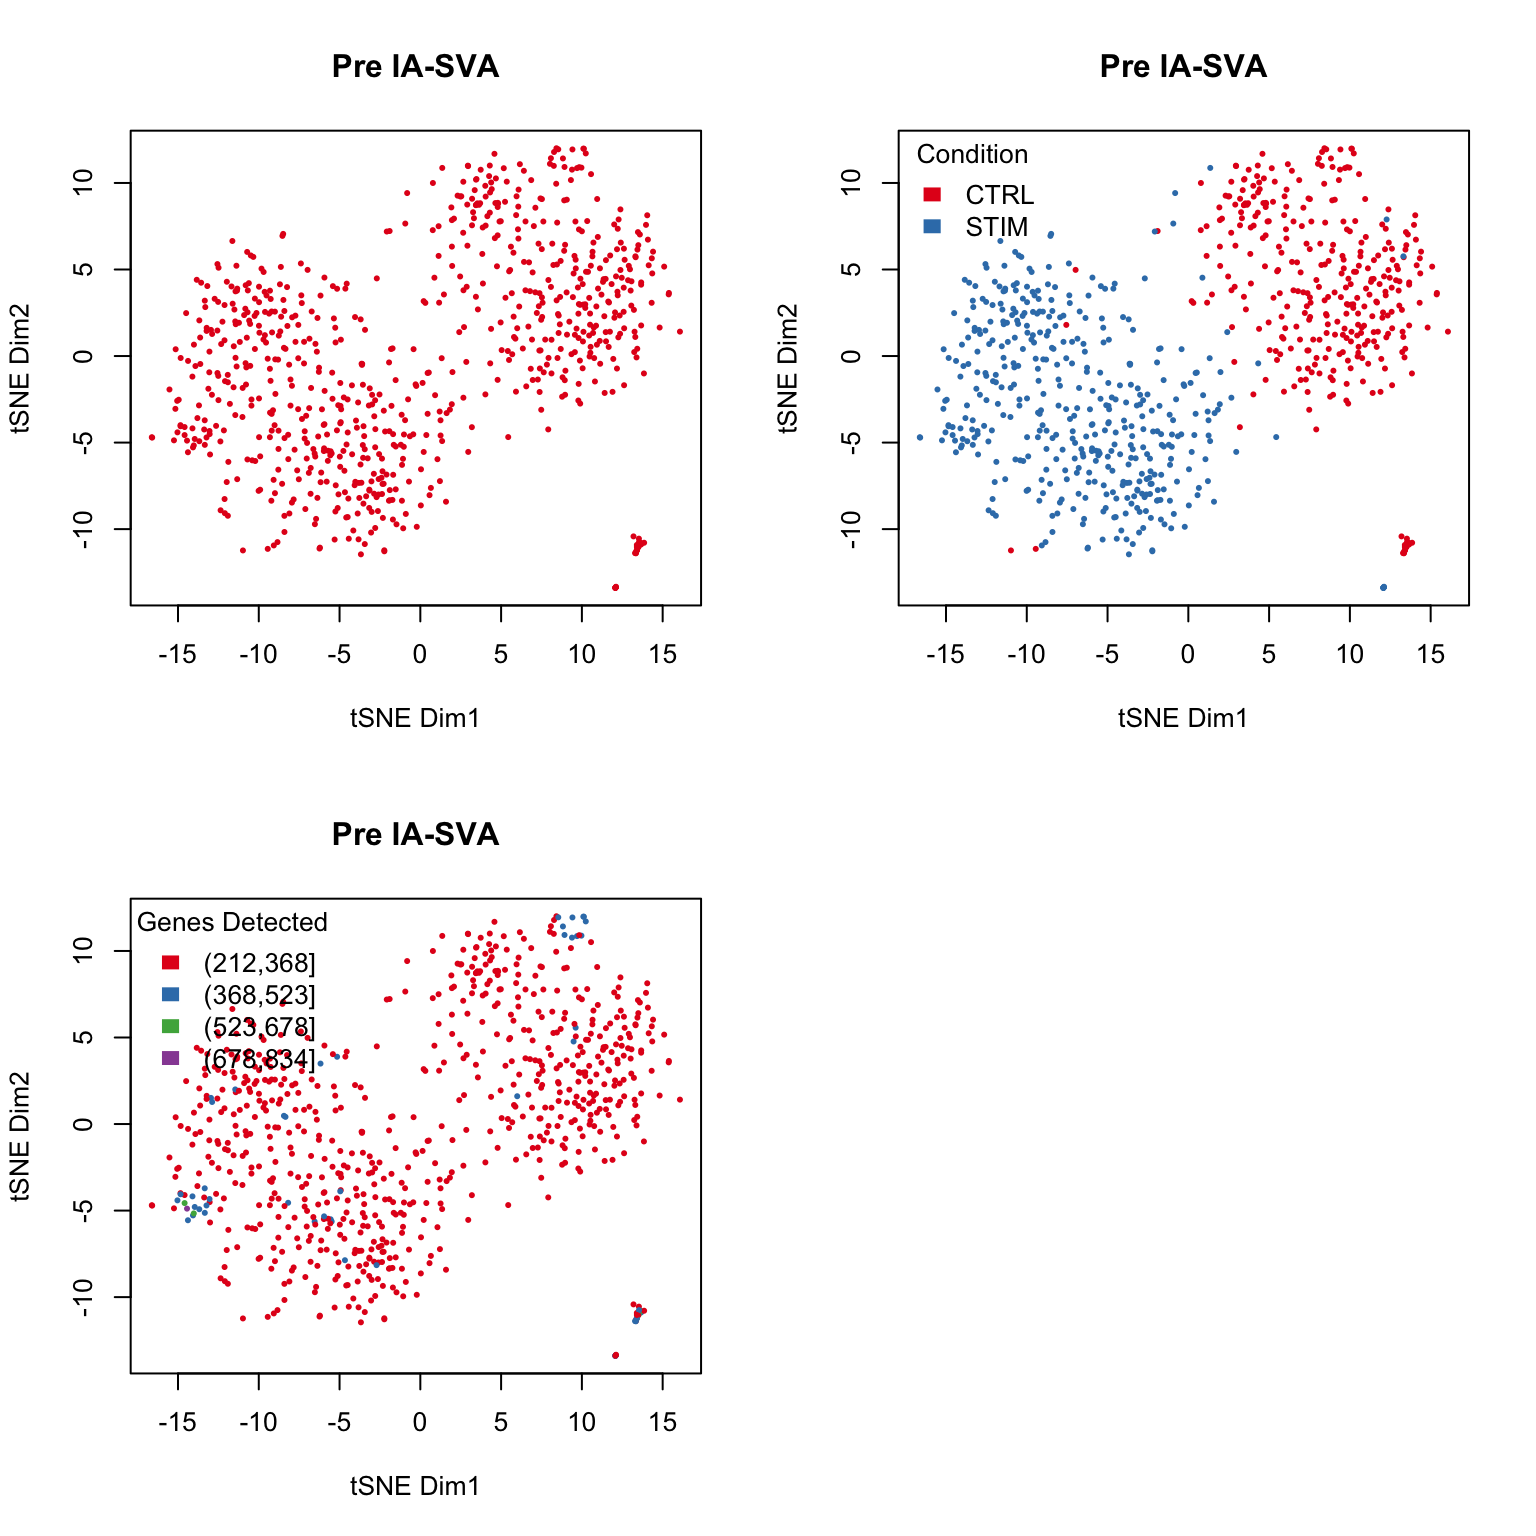 Pre IA-SVA
Pre IA-SVA
tSNE Dim2
10
5
0
-5
-10
-15 -10 -5 0 5 10 15
tSNE Dim1
Condition
CTRL
STIM
tSNE Dim2
10
5
0
-5
-10
-15 -10 -5 0 5 10 15
tSNE Dim1
Pre IA-SVA
Genes Detected
(212,368]
(368,523]
(523,678]
(678,834]
tSNE Dim2
10
5
0
-5
-10
-15 -10 -5 0 5 10 15
tSNE Dim1